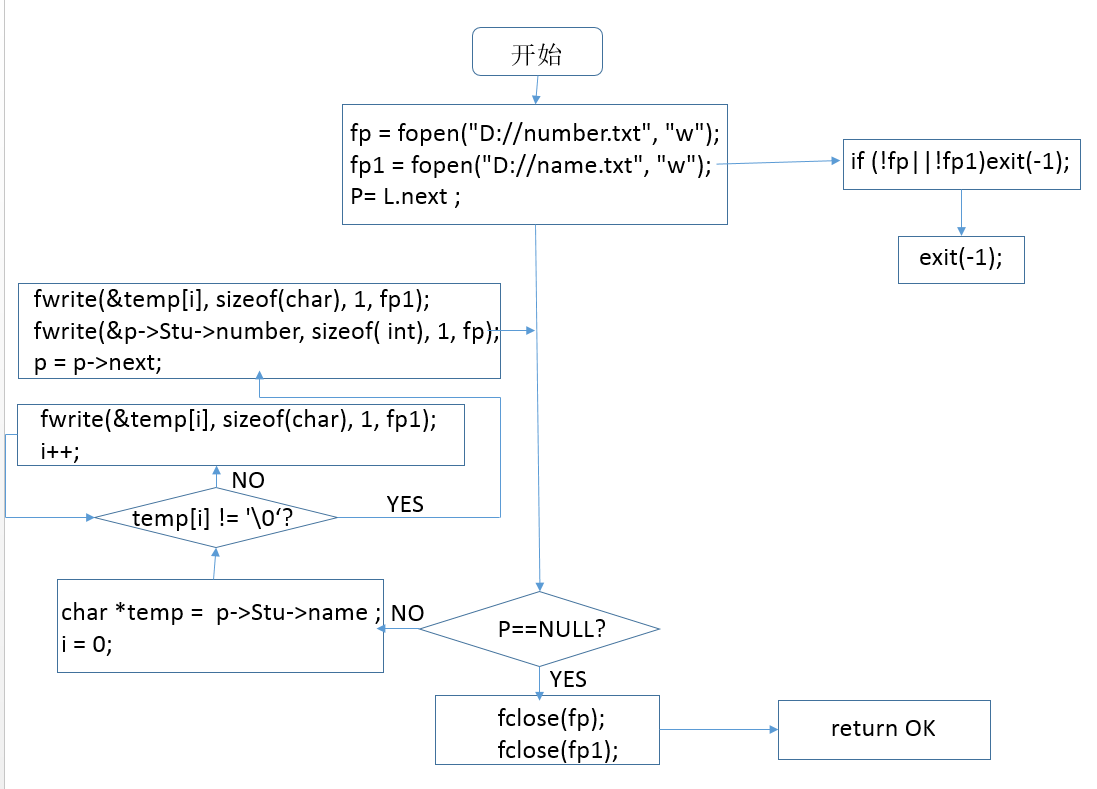 开始
fp = fopen("D://number.txt", "w");
fp1 = fopen("D://name.txt", "w");
P= L.next ;
if (!fp||!fp1)exit(-1);
exit(-1);
fwrite(&temp[i], sizeof(char), 1, fp1);
fwrite(&p->Stu->number, sizeof( int), 1, fp);
p = p->next;
fwrite(&temp[i], sizeof(char), 1, fp1);
i++;
NO
YES
temp[i] != '\0‘?
char *temp = p->Stu->name ;
i = 0;
NO
P==NULL?
YES
fclose(fp);
fclose(fp1);
return OK